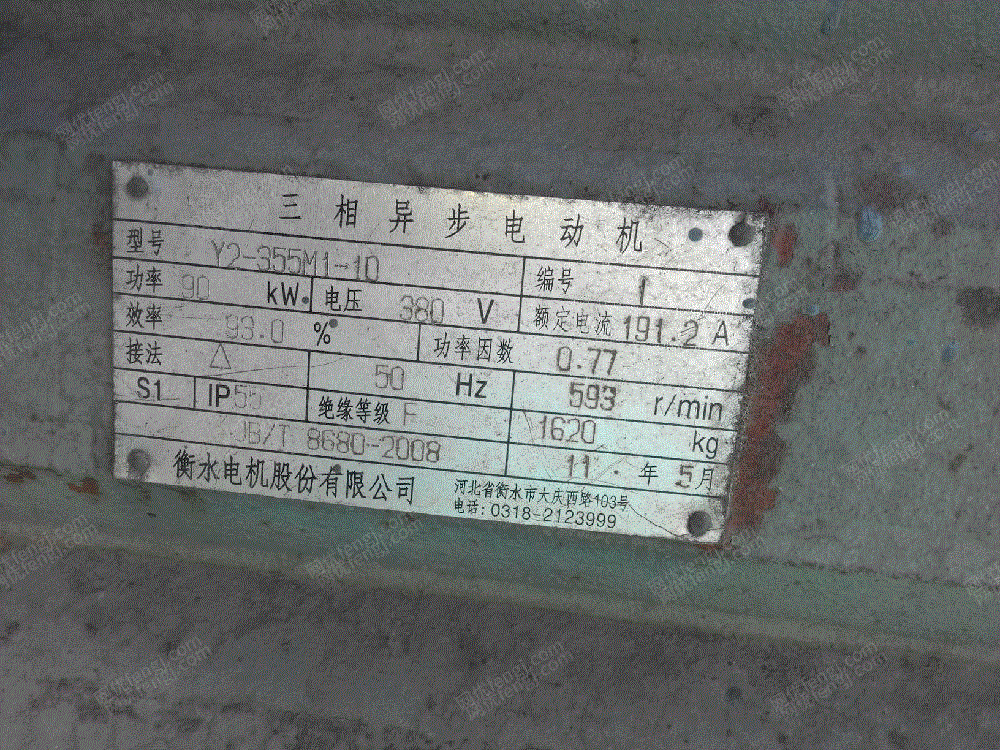 三相异步电动机
型号 Y2-355M1-10 编号 1
功率 90 kW 电压 380 V 额定电流 191.2 A
效率 93.0 % 功率因数 0.77
接法 △ 50 Hz 593 r/min
S1 IP55 绝缘等级 F 1620 kg
JB/T 8680-2008 11 年 5月
衡水电机股份有限公司
河北省衡水市大庆西路103号
电话:0318-2123999